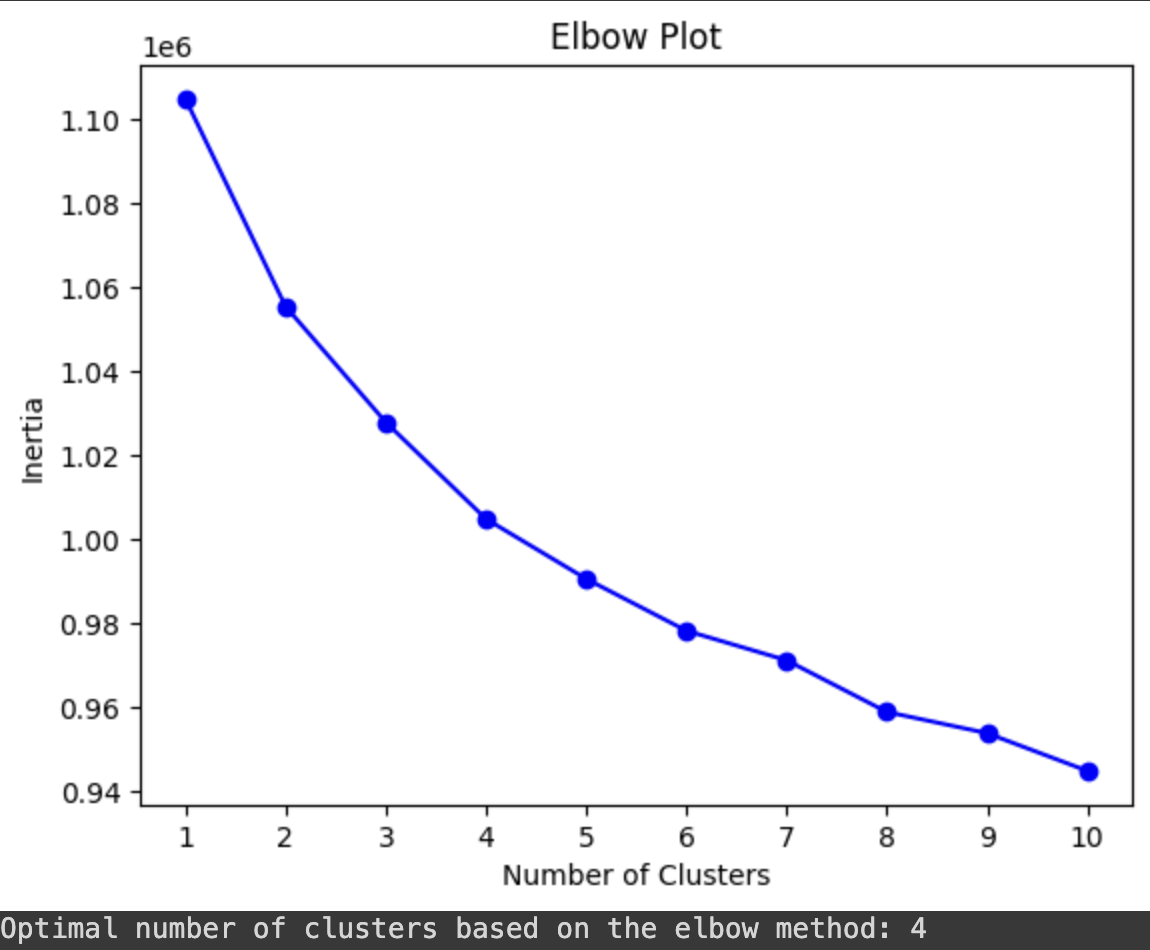 Elbow Plot
1e6
1.10
1.08
1.06
1.04
1.02
1.00
0.98
0.96
0.94
Inertia
1 2 3 4 5 6 7 8 9 10
Number of Clusters
Optimal number of clusters based on the elbow method: 4